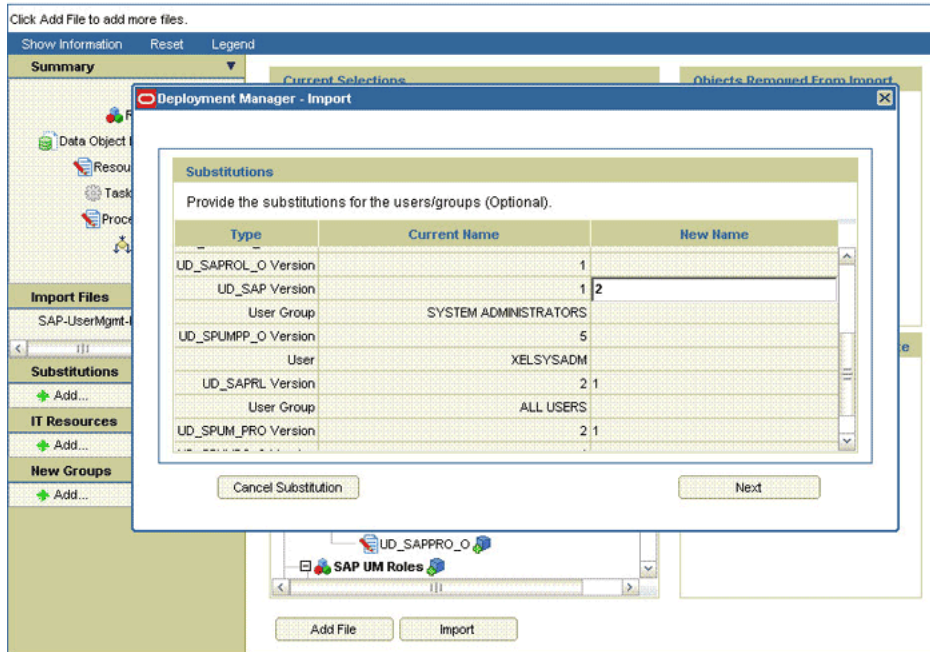 Click Add File to add more files.
Show Information Reset Legend
Summary
Current Selections
Objects Removed From Import
Deployment Manager - Import
Data Object
Resou
Task
Proce
Import Files
SAP-UserMgmt-
Substitutions
Add...
IT Resources
Add...
New Groups
Add...
Substitutions
Provide the substitutions for the users/groups (Optional).
Type Current Name New Name
UD_SAPROL_O Version 1
UD_SAP Version 1 2
User Group SYSTEM ADMINISTRATORS
UD_SPUMPP_O Version 5
User XELSYSADM
UD_SAPRL Version 2 1
User Group ALL USERS
UD_SPUM_PRO Version 2 1
Cancel Substitution Next
UD_SAPPRO_O
SAP UM Roles
Add File Import